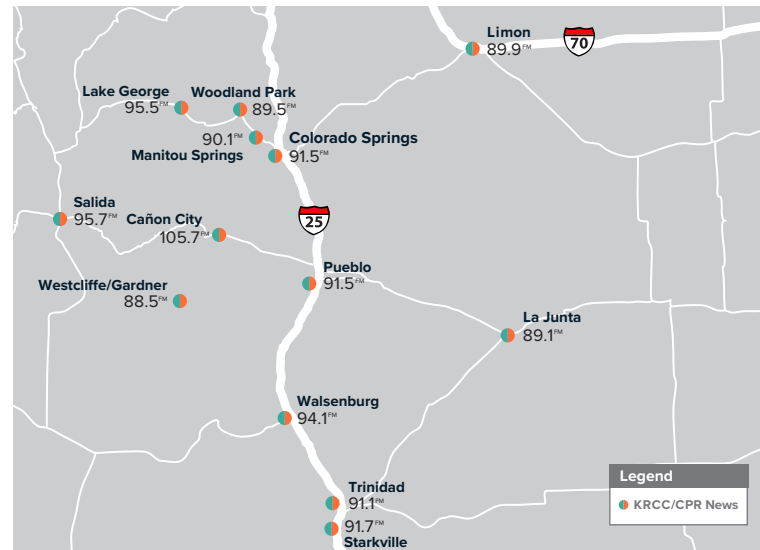 Limon
89.9FM
70
Lake George
95.5FM
Woodland Park
89.5FM
90.1FM
Manitou Springs
Colorado Springs
91.5FM
Salida
95.7FM
Cañon City
105.7FM
25
Westcliffe/Gardner
88.5FM
Pueblo
91.5FM
La Junta
89.1FM
Walsenburg
94.1FM
Trinidad
91.1FM
91.7FM
Starkville
Legend
KRCC/CPR News